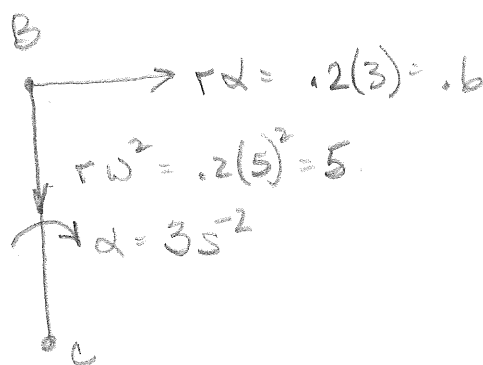 B
rα = .2(3) = .6
rω² = .2(5)² = 5
α = 3s⁻²
C